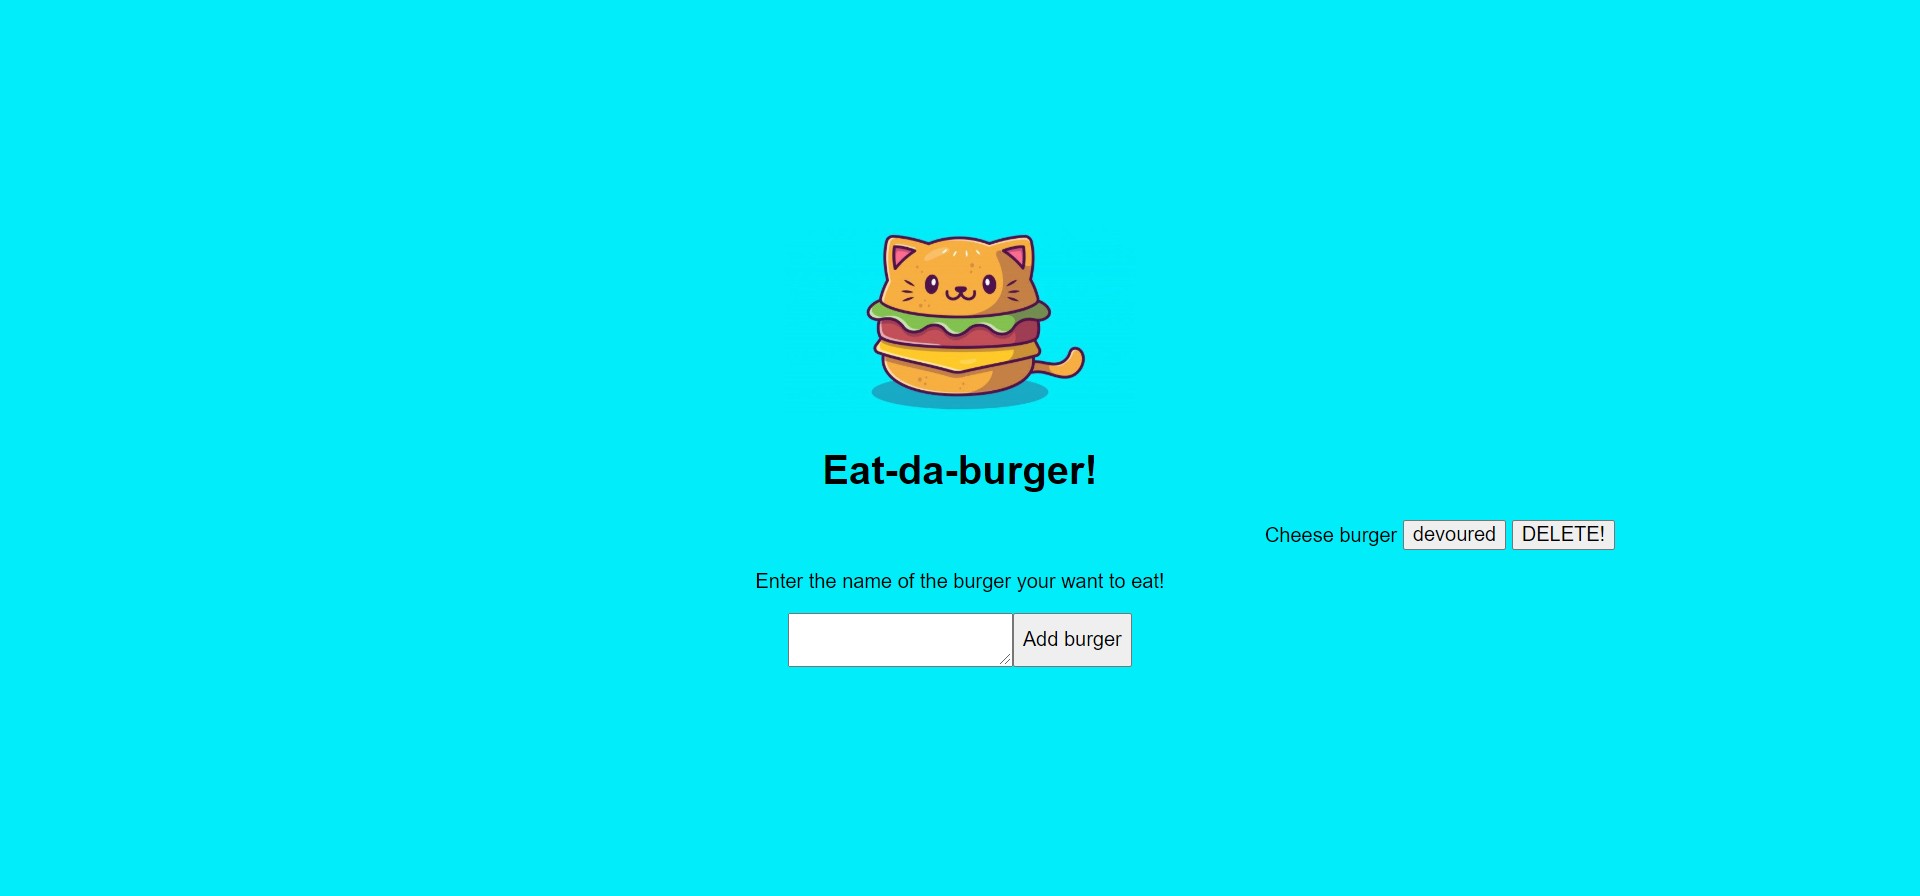 Eat-da-burger!
Cheese burger devoured DELETE!
Enter the name of the burger your want to eat!
Add burger